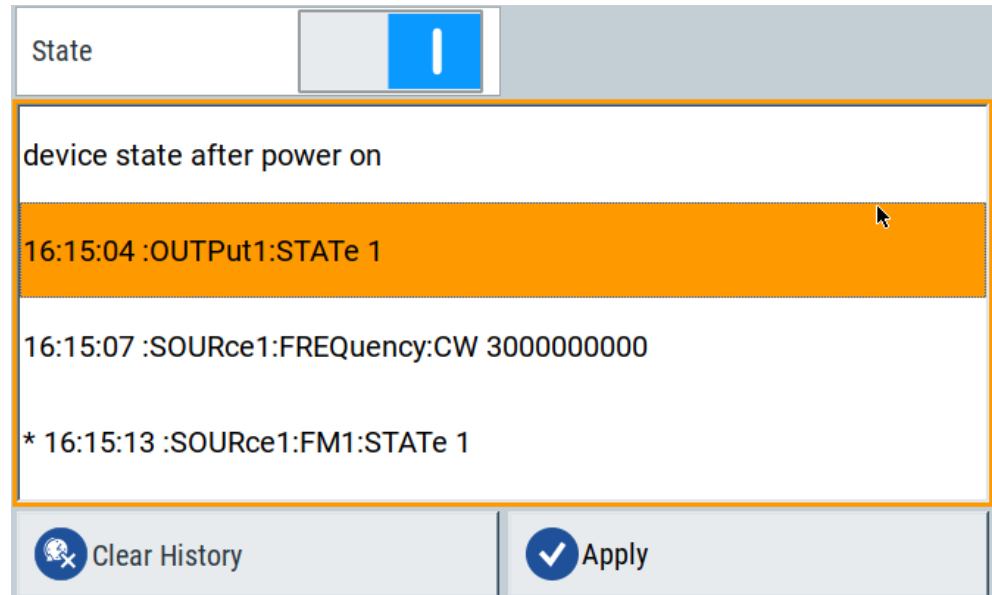 State
device state after power on
16:15:04 :OUTPut1:STATe 1
16:15:07 :SOURce1:FREQuency:CW 3000000000
* 16:15:13 :SOURce1:FM1:STATe 1
Clear History
Apply